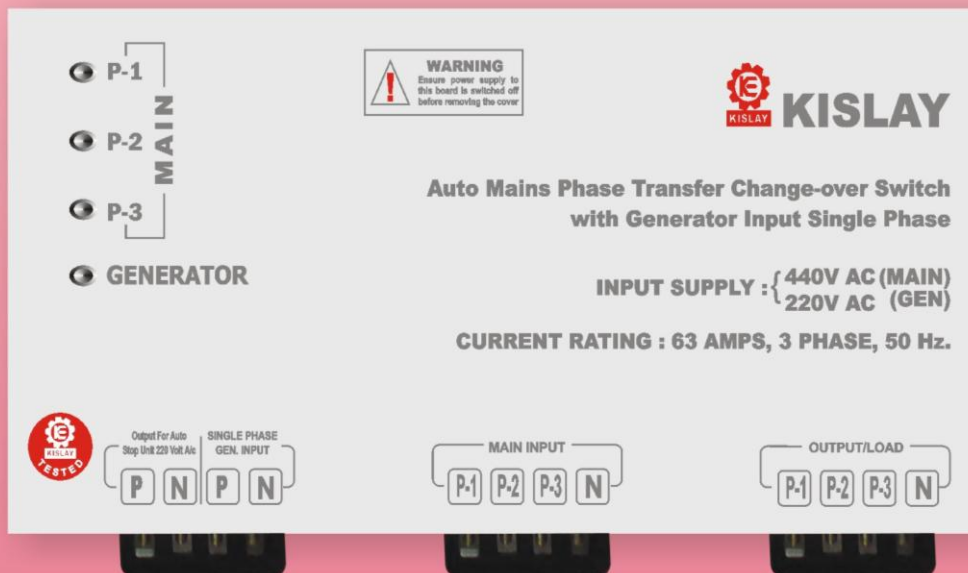 P-1
P-2
P-3
MAIN
GENERATOR
WARNING
Ensure power supply to
this board is switched off
before removing the cover
KISLAY
KISLAY
Auto Mains Phase Transfer Change-over Switch
with Generator Input Single Phase
INPUT SUPPLY : { 440V AC (MAIN)
220V AC (GEN)
CURRENT RATING : 63 AMPS, 3 PHASE, 50 Hz.
KISLAY
TESTED
Output For Auto
Stop Unit 220 Volt A/c
P N
SINGLE PHASE
GEN. INPUT
P N
MAIN INPUT
P-1 P-2 P-3 N
OUTPUT/LOAD
P-1 P-2 P-3 N